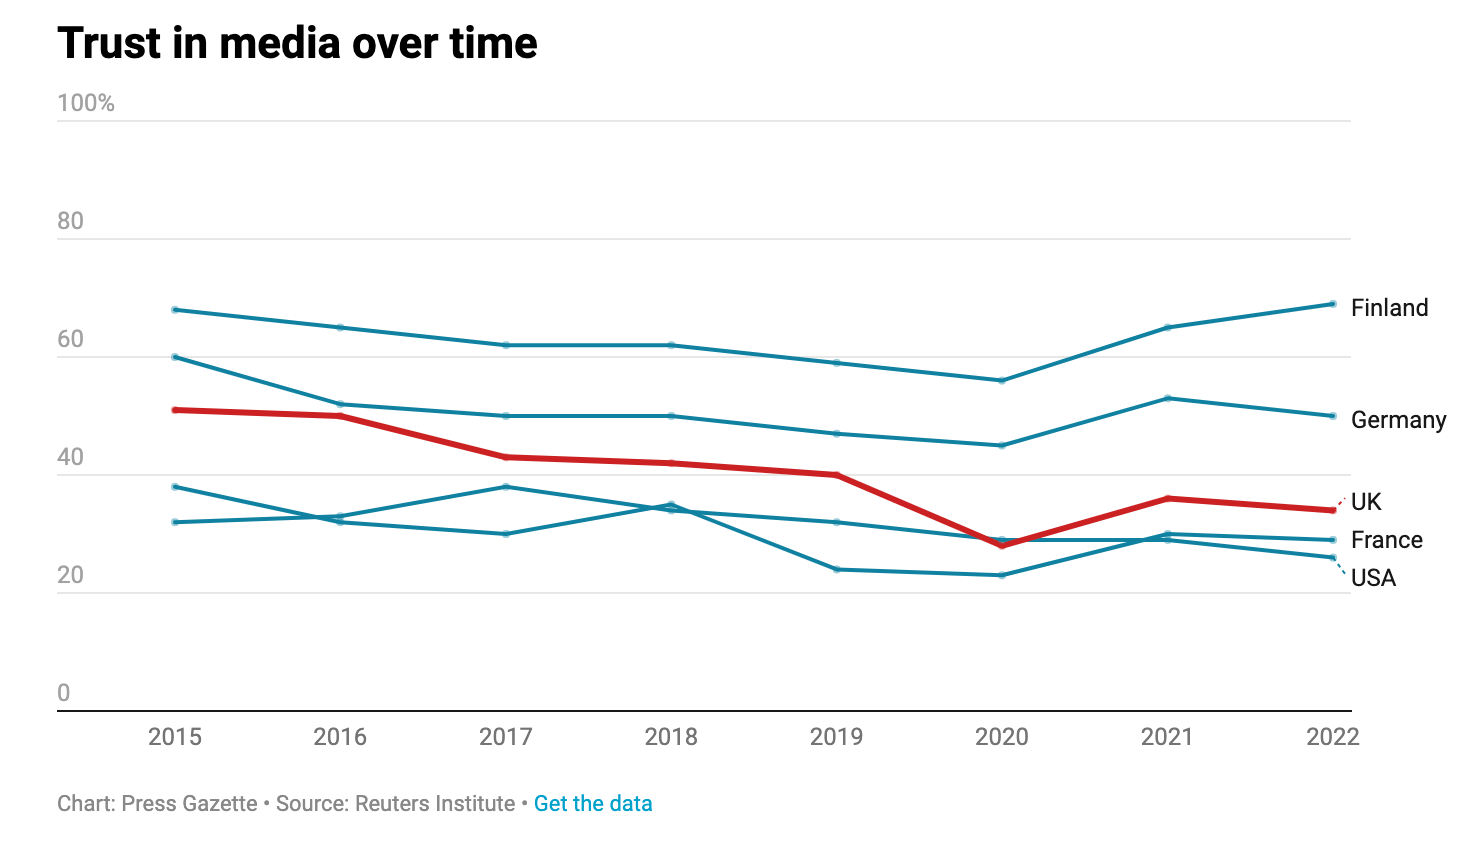 Trust in media over time
100%
80
60
40
20
0
Finland
Germany
UK
France
USA
2015 2016 2017 2018 2019 2020 2021 2022
Chart: Press Gazette • Source: Reuters Institute • Get the data